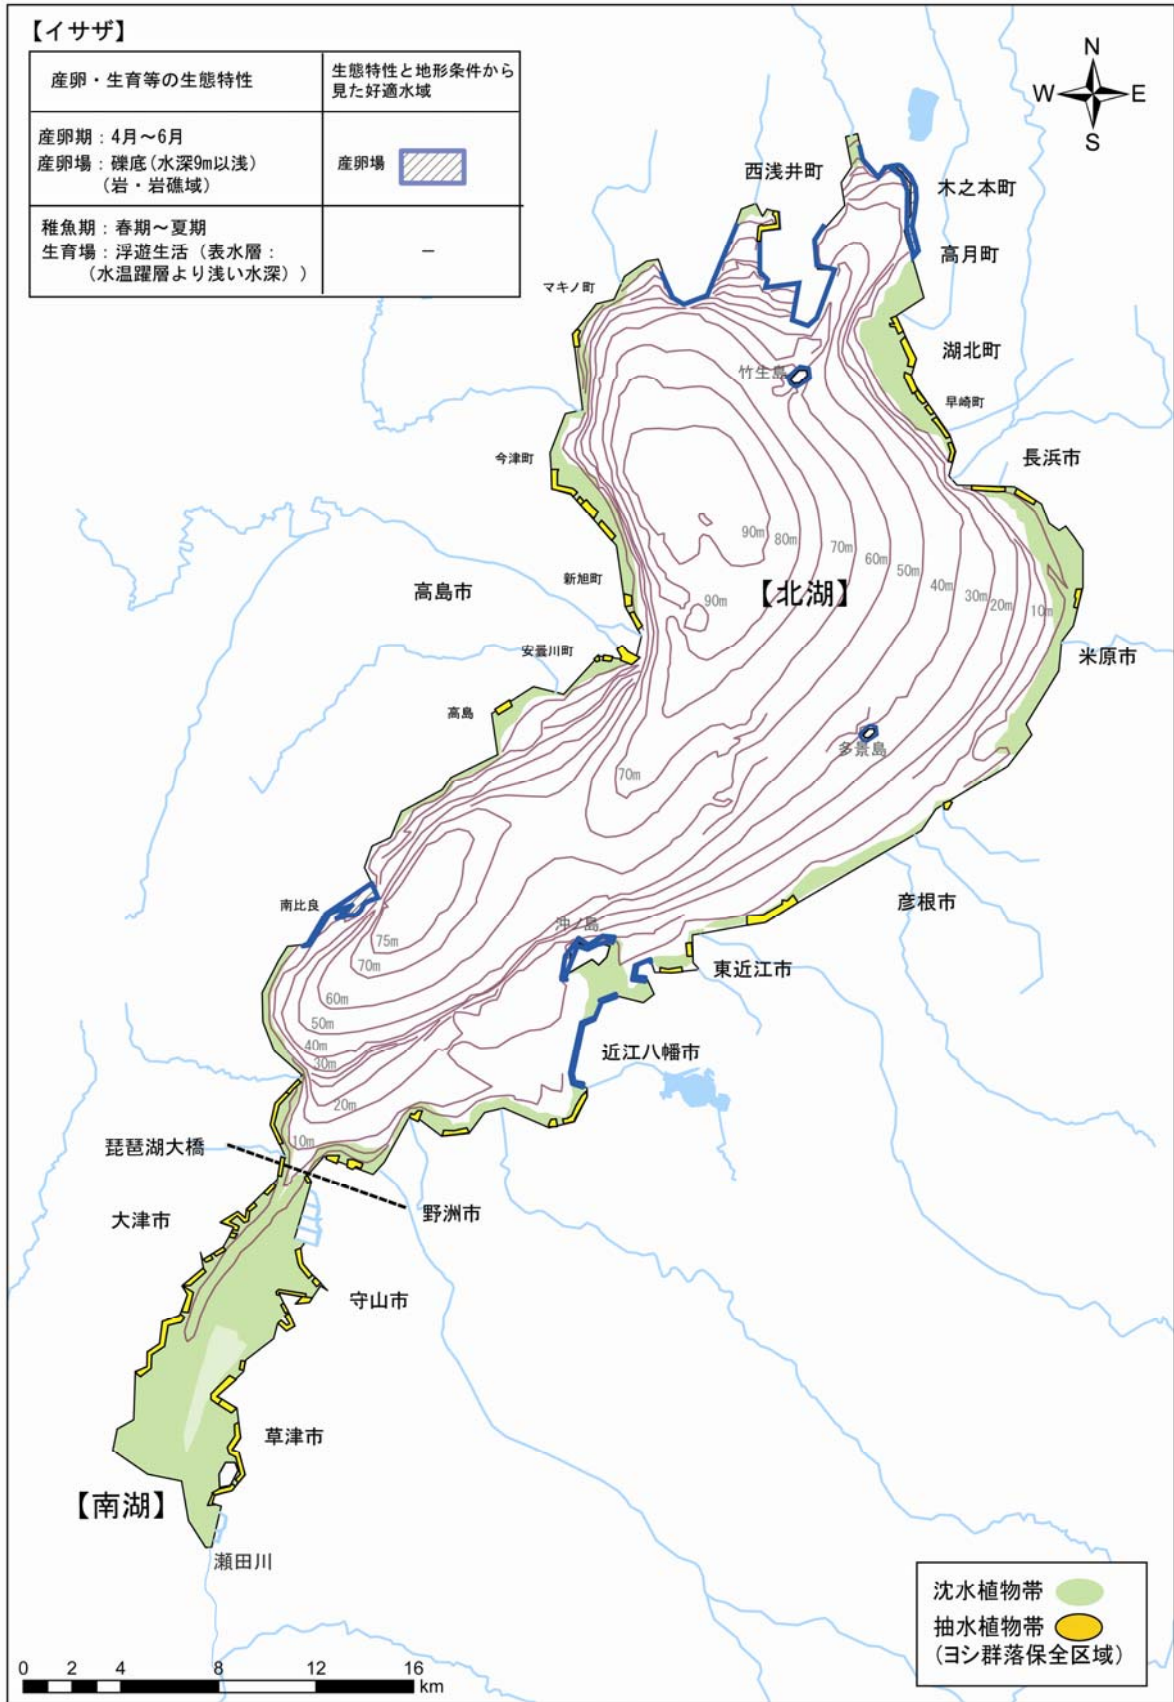 【イサザ】
産卵・生育等の生態特性
生態特性と地形条件から
見た好適水域
産卵期：4月～6月
産卵場：礫底（水深9m以浅）
（岩・岩礁域）
産卵場
稚魚期：春期～夏期
生育場：浮遊生活（表水層：
（水温躍層より浅い水深））
－
N
W
E
S
西浅井町
木之本町
高月町
マキノ町
湖北町
竹生島
早崎町
今津町
長浜市
90m
80m
70m
60m
50m
40m
30m
20m
10m
新旭町
高島市
90m
【北湖】
安曇川町
米原市
高島
多景島
70m
南比良
彦根市
沖ノ島
75m
70m
東近江市
60m
50m
40m
30m
近江八幡市
20m
10m
琵琶湖大橋
大津市
野洲市
守山市
草津市
【南湖】
瀬田川
沈水植物帯
抽水植物帯
（ヨシ群落保全区域）
0 2 4 8 12 16
km